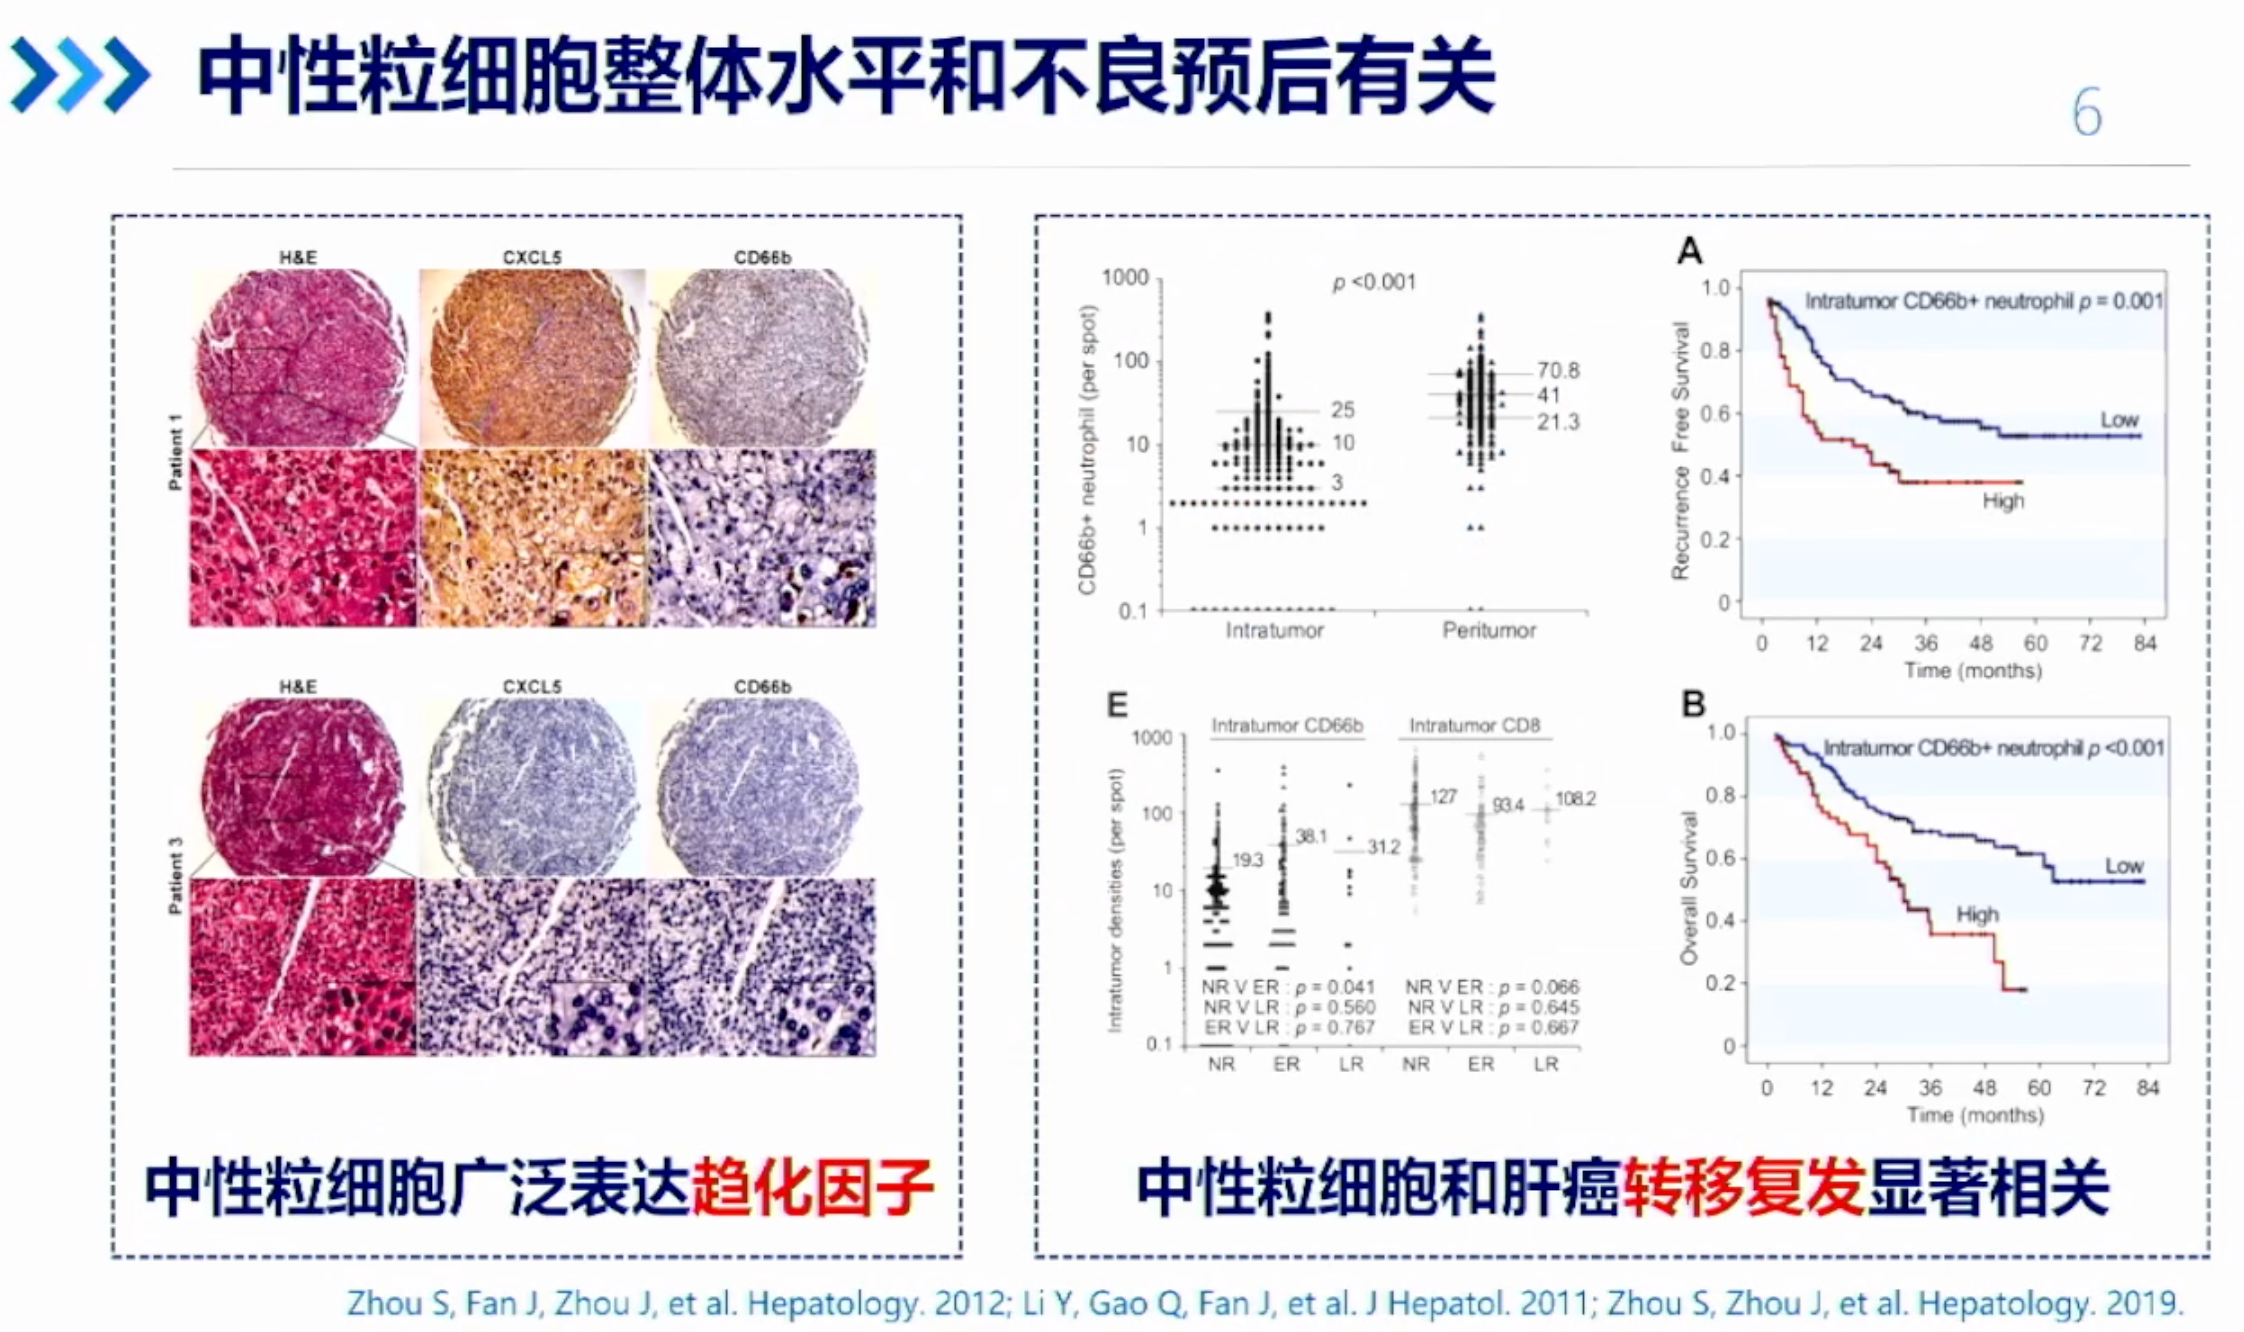 中性粒细胞整体水平和不良预后有关
6
H&E CXCL5 CD66b
Patient 1
H&E CXCL5 CD66b
Patient 3
中性粒细胞广泛表达趋化因子
CD66b+ neutrophil (per spot)
1000
100
10
1
0.1
p <0.001
25
10
3
70.8
41
21.3
Intratumor Peritumor
A
Recurrence Free Survival
1.0
0.8
0.6
0.4
0.2
0
Intratumor CD66b+ neutrophil p = 0.001
Low
High
0 12 24 36 48 60 72 84
Time (months)
E
Intratumor densities (per spot)
1000
100
10
1
0.1
Intratumor CD66b Intratumor CD8
19.3
38.1
31.2
127
93.4
108.2
NR V ER : p = 0.041
NR V LR : p = 0.560
ER V LR : p = 0.767
NR V ER : p = 0.066
NR V LR : p = 0.645
ER V LR : p = 0.667
NR ER LR NR ER LR
B
Overall Survival
1.0
0.8
0.6
0.4
0.2
0
Intratumor CD66b+ neutrophil p <0.001
Low
High
0 12 24 36 48 60 72 84
Time (months)
中性粒细胞和肝癌转移复发显著相关
Zhou S, Fan J, Zhou J, et al. Hepatology. 2012; Li Y, Gao Q, Fan J, et al. J Hepatol. 2011; Zhou S, Zhou J, et al. Hepatology. 2019.